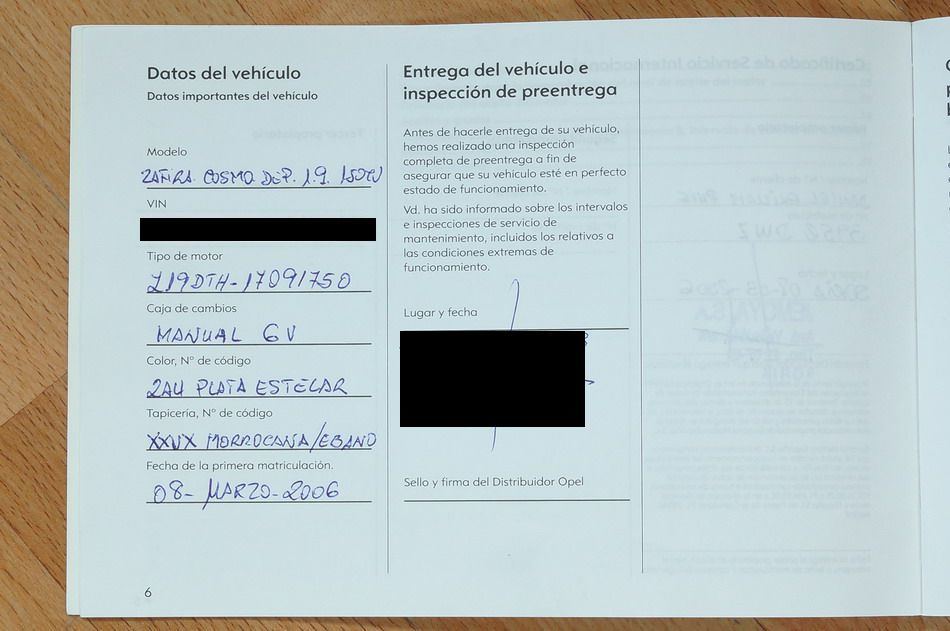 Datos del vehículo
Datos importantes del vehículo
Modelo
ZAFIRA COSMO DEP. 1.9. 150CV
VIN
Tipo de motor
Z19DTH-17091750
Caja de cambios
MANUAL 6V
Color, Nº de código
2AU PLATA ESTELAR
Tapicería, Nº de código
XXVX MORROCANA/EBANO
Fecha de la primera matriculación.
08-MARZO-2006
6
Entrega del vehículo e
inspección de preentrega
Antes de hacerle entrega de su vehículo,
hemos realizado una inspección
completa de preentrega a fin de
asegurar que su vehículo esté en perfecto
estado de funcionamiento.
Vd. ha sido informado sobre los intervalos
e inspecciones de servicio de
mantenimiento, incluidos los relativos a
las condiciones extremas de
funcionamiento.
Lugar y fecha
Sello y firma del Distribuidor Opel